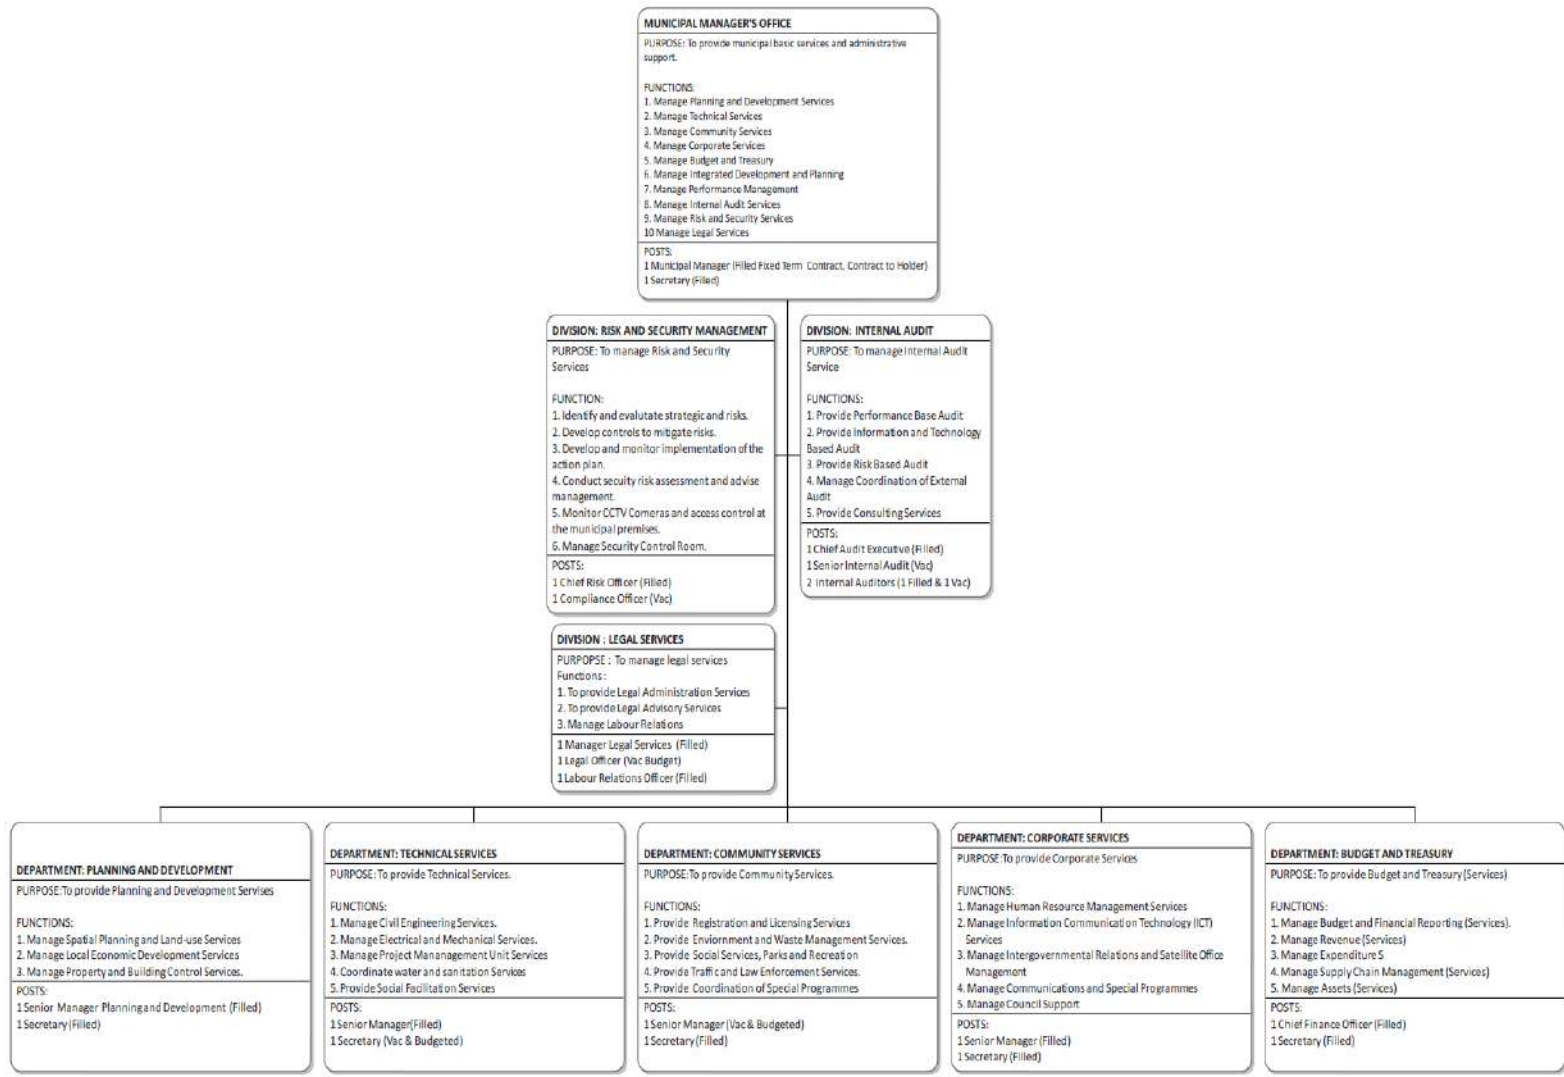 MUNICIPAL MANAGER'S OFFICE
PURPOSE: To provide municipal basic services and administrative
support.
FUNCTIONS:
1. Manage Planning and Development Services
2. Manage Technical Services
3. Manage Community Services
4. Manage Corporate Services
5. Manage Budget and Treasury
6. Manage Integrated Development and Planning
7. Manage Performance Management
8. Manage Internal Audit Services
9. Manage Risk and Security Services
10 Manage Legal Services
POSTS:
1 Municipal Manager (Filled Fixed Term Contract, Contract to Holder)
1 Secretary (Filled)
DIVISION: RISK AND SECURITY MANAGEMENT
PURPOSE: To manage Risk and Security
Services
FUNCTION:
1. Identify and evalutate strategic and risks.
2. Develop controls to mitigate risks.
3. Develop and monitor implementation of the
action plan.
4. Conduct secuity risk assessment and advise
management.
5. Monitor CCTV Comeras and access control at
the municipal premises.
6. Manage Security Control Room.
POSTS:
1 Chief Risk Officer (Filled)
1 Compliance Officer (Vac)
DIVISION: INTERNAL AUDIT
PURPOSE: To manage Internal Audit
Service
FUNCTIONS:
1. Provide Performance Base Audit
2. Provide Information and Technology
Based Audit
3. Provide Risk Based Audit
4. Manage Coordination of External
Audit
5. Provide Consulting Services
POSTS:
1 Chief Audit Executive (Filled)
1 Senior Internal Audit (Vac)
2 Internal Auditors (1 Filled & 1 Vac)
DIVISION : LEGAL SERVICES
PURPOPSE : To manage legal services
Functions :
1. To provide Legal Administration Services
2. To provide Legal Advisory Services
3. Manage Labour Relations
1 Manager Legal Services (Filled)
1 Legal Officer (Vac Budget)
1 Labour Relations Officer (Filled)
DEPARTMENT: PLANNING AND DEVELOPMENT
PURPOSE:To provide Planning and Development Servises
FUNCTIONS:
1. Manage Spatial Planning and Land-use Services
2. Manage Local Economic Development Services
3. Manage Property and Building Control Services.
POSTS:
1 Senior Manager Planning and Development (Filled)
1 Secretary (Filled)
DEPARTMENT: TECHNICAL SERVICES
PURPOSE: To provide Technical Services.
FUNCTIONS:
1. Manage Civil Engineering Services.
2. Manage Electrical and Mechanical Services.
3. Manage Project Mananagement Unit Services
4. Coordinate water and sanitation Services
5. Provide Social Facilitation Services
POSTS:
1 Senior Manager(Filled)
1 Secretary (Vac & Budgeted)
DEPARTMENT: COMMUNITY SERVICES
PURPOSE:To provide Community Services.
FUNCTIONS:
1. Provide Registration and Licensing Services
2. Provide Enviornment and Waste Management Services.
3. Provide Social Services, Parks and Recreation
4. Provide Traffic and Law Enforcement Services.
5. Provide Coordination of Special Programmes
POSTS:
1 Senior Manager (Vac & Budgeted)
1 Secretary (Filled)
DEPARTMENT: CORPORATE SERVICES
PURPOSE:To provide Corporate Services
FUNCTIONS:
1. Manage Human Resource Management Services
2. Manage Information Communication Technology (ICT)
Services
3. Manage Intergovernmental Relations and Satellite Office
Management
4. Manage Communications and Special Programmes
5. Manage Council Support
POSTS:
1 Senior Manager (Filled)
1 Secretary (Filled)
DEPARTMENT: BUDGET AND TREASURY
PURPOSE: To provide Budget and Treasury (Services)
FUNCTIONS:
1. Manage Budget and Financial Reporting (Services).
2. Manage Revenue (Services)
3. Manage Expenditure S
4. Manage Supply Chain Management (Services)
5. Manage Assets (Services)
POSTS:
1 Chief Finance Officer (Filled)
1 Secretary (Filled)